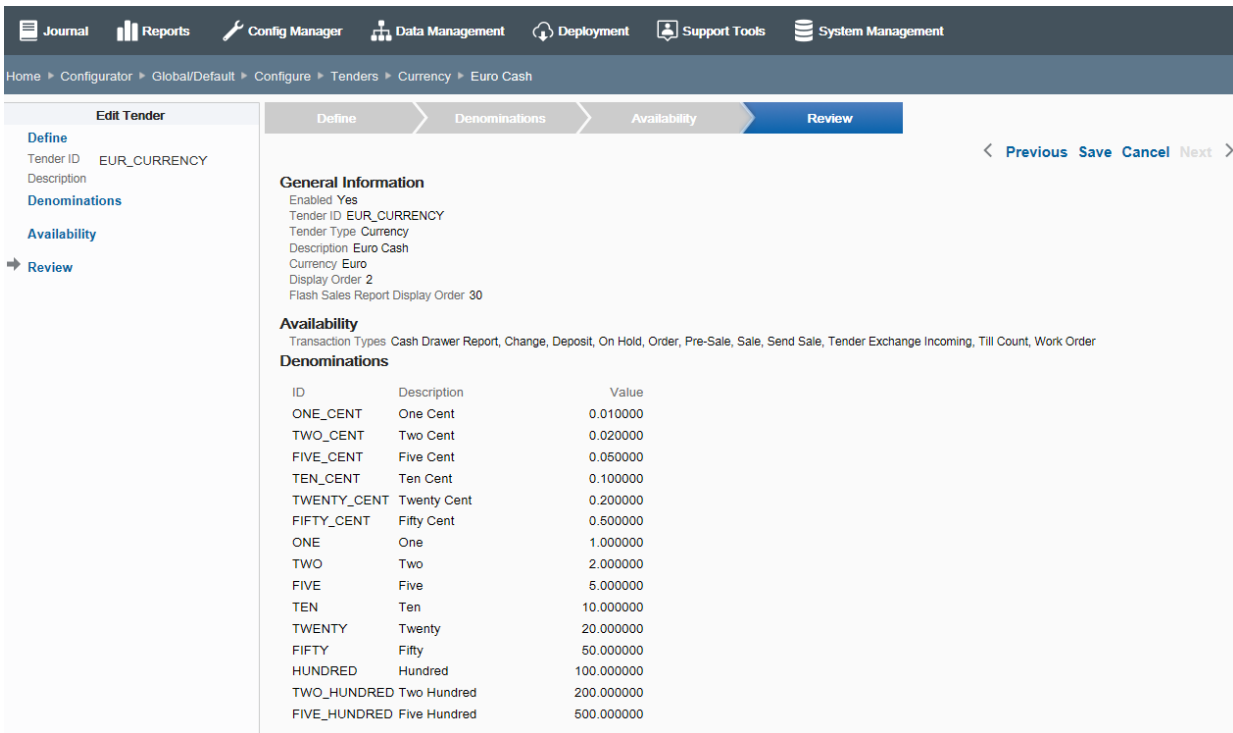 Journal Reports Config Manager Data Management Deployment Support Tools System Management
Home Configurator Global/Default Configure Tenders Currency Euro Cash
Edit Tender
Define
Tender ID EUR_CURRENCY
Description
Denominations
Availability
Review
Define Denominations Availability Review
Previous Save Cancel Next
General Information
Enabled Yes
Tender ID EUR_CURRENCY
Tender Type Currency
Description Euro Cash
Currency Euro
Display Order 2
Flash Sales Report Display Order 30
Availability
Transaction Types Cash Drawer Report, Change, Deposit, On Hold, Order, Pre-Sale, Sale, Send Sale, Tender Exchange Incoming, Till Count, Work Order
Denominations
ID Description Value
ONE_CENT One Cent 0.010000
TWO_CENT Two Cent 0.020000
FIVE_CENT Five Cent 0.050000
TEN_CENT Ten Cent 0.100000
TWENTY_CENT Twenty Cent 0.200000
FIFTY_CENT Fifty Cent 0.500000
ONE One 1.000000
TWO Two 2.000000
FIVE Five 5.000000
TEN Ten 10.000000
TWENTY Twenty 20.000000
FIFTY Fifty 50.000000
HUNDRED Hundred 100.000000
TWO_HUNDRED Two Hundred 200.000000
FIVE_HUNDRED Five Hundred 500.000000